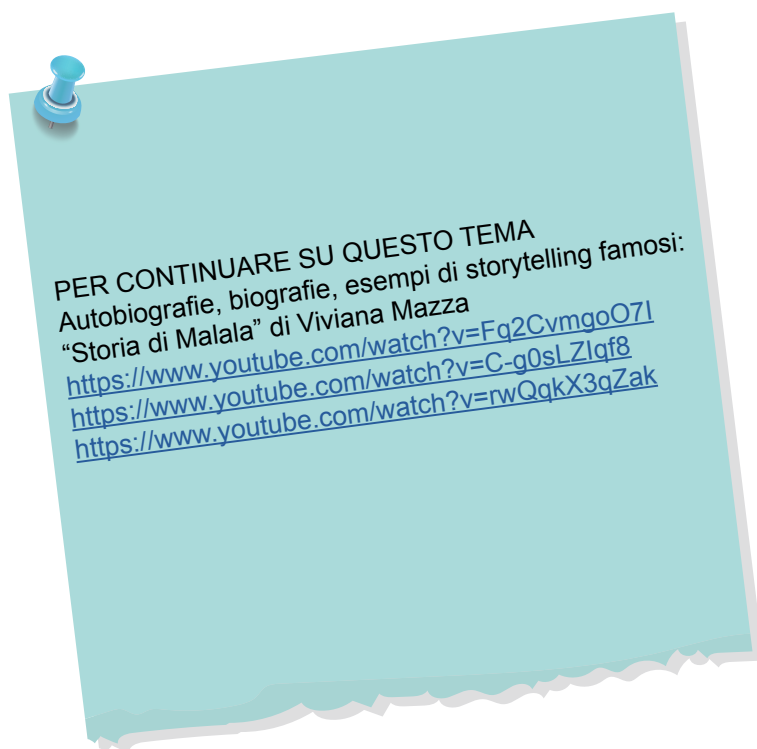 PER CONTINUARE SU QUESTO TEMA
Autobiografie, biografie, esempi di storytelling famosi:
“Storia di Malala” di Viviana Mazza
https://www.youtube.com/watch?v=Fq2CvmgoO7I
https://www.youtube.com/watch?v=C-g0sLZIqf8
https://www.youtube.com/watch?v=rwQqkX3qZak